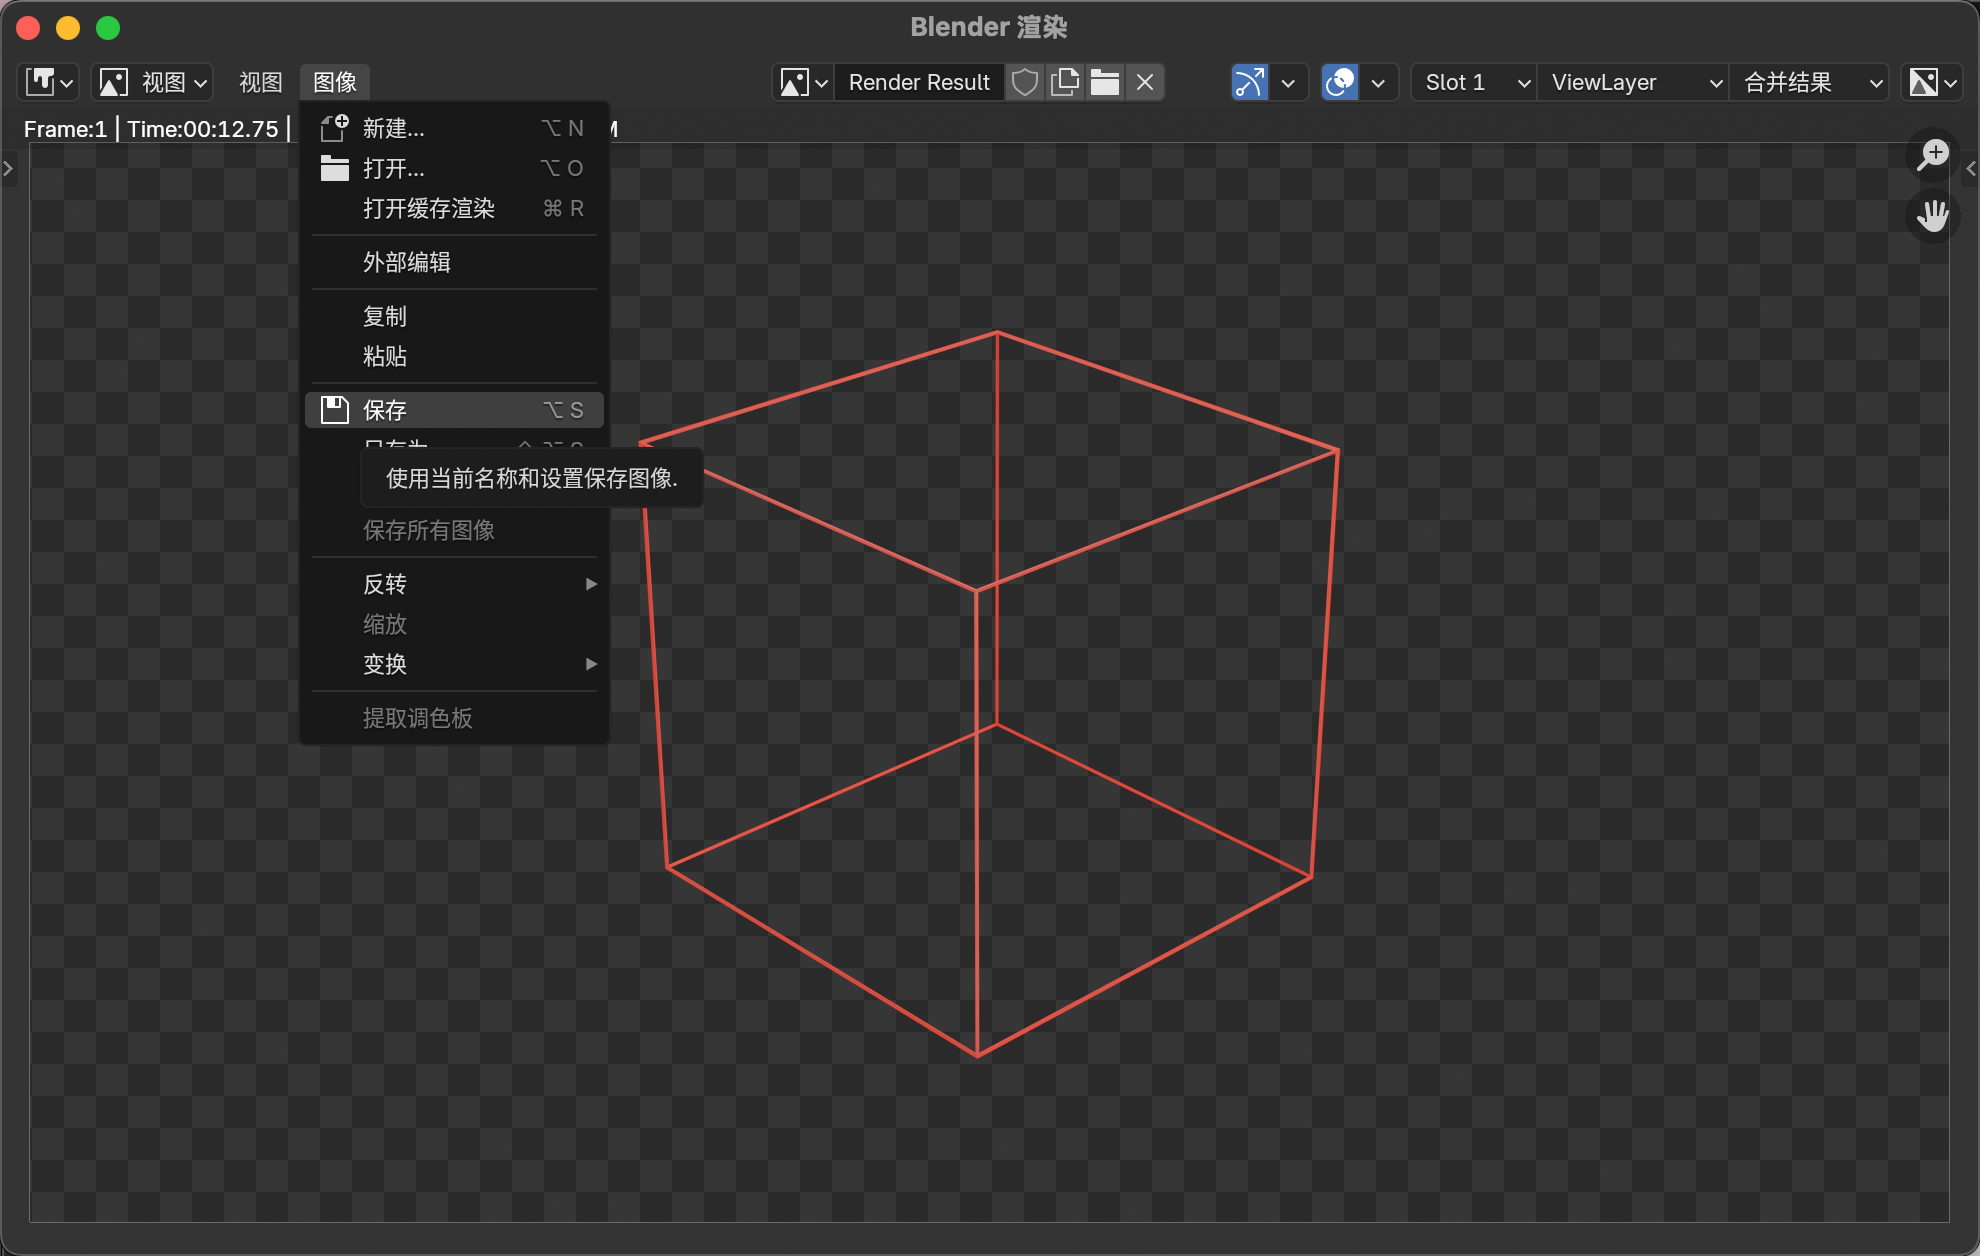 Blender 渲染
视图 视图 图像 Render Result Slot 1 ViewLayer 合并结果
Frame:1 | Time:00:12.75 | M
新建... ⌥ N
打开... ⌥ O
打开缓存渲染 ⌘ R
外部编辑
复制
粘贴
保存 ⌥ S
使用当前名称和设置保存图像.
保存所有图像
反转
缩放
变换
提取调色板